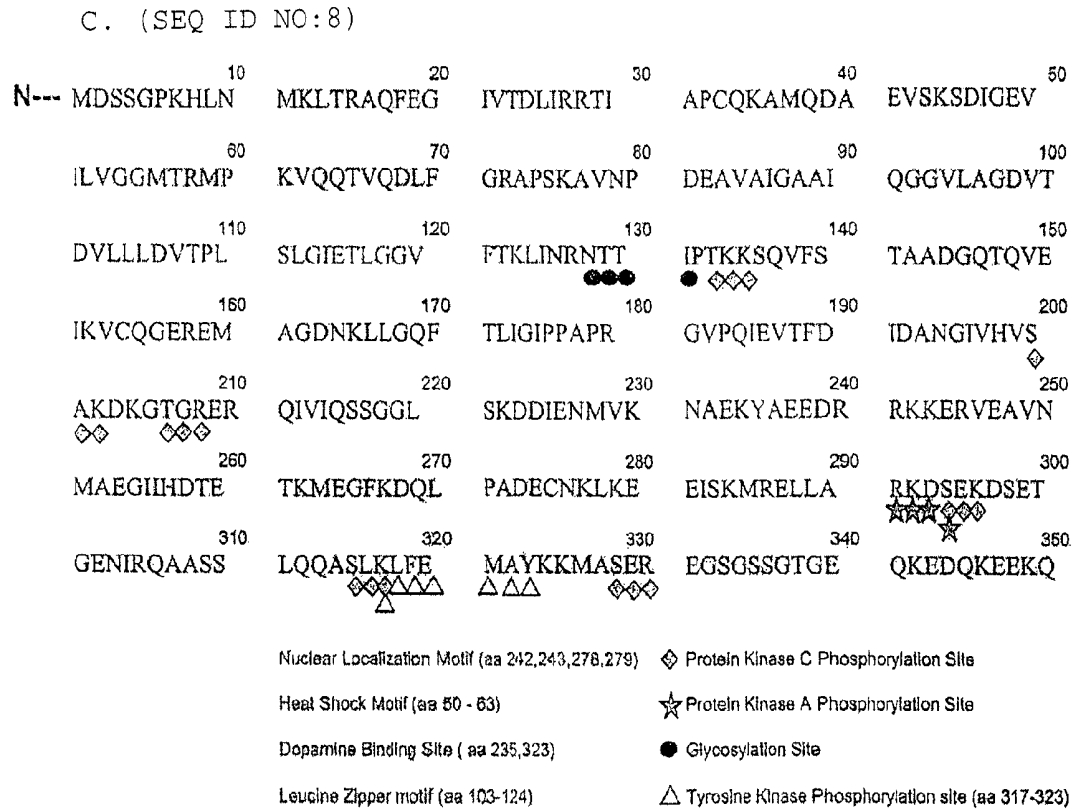 C. (SEQ ID NO:8)
10 20 30 40 50
N--- MDSSGPKHLN MKLTRAQFEG IVTDLIRRTI APCQKAMQDA EVSKSDIGEV
60 70 80 90 100
ILVGGMTRMP KVQQTVQDLF GRAPSKAVNP DEAVAIGAAI QGGVLAGDVT
110 120 130 140 150
DVLLLDVTPL SLGIETLGGV FTKLINRNTT IPTKKSQVFS TAADGQTQVE
160 170 180 190 200
IKVCQGEREM AGDNKLLGQF TLIGIPPAPR GVPQIEVTFD IDANGIVHVS
210 220 230 240 250
AKDKGTGRER QIVIQSSGGL SKDDIENMVK NAEKYAEEDR RKKERVEAVN
260 270 280 290 300
MAEGIIHDTE TKMEGFKDQL PADECNKLKE EISKMRELLA RKDSEKDSET
310 320 330 340 350
GENIRQAASS LQQASLKLFE MAYKKMASER EGSGSSGTGE QKEDQKEEKQ
Nuclear Localization Motif (aa 242,243,278,279) Protein Kinase C Phosphorylation Site
Heat Shock Motif (aa 50 - 63) Protein Kinase A Phosphorylation Site
Dopamine Binding Site ( aa 235,323) Glycosylation Site
Leucine Zipper motif (aa 103-124) Tyrosine Kinase Phosphorylation site (aa 317-323)